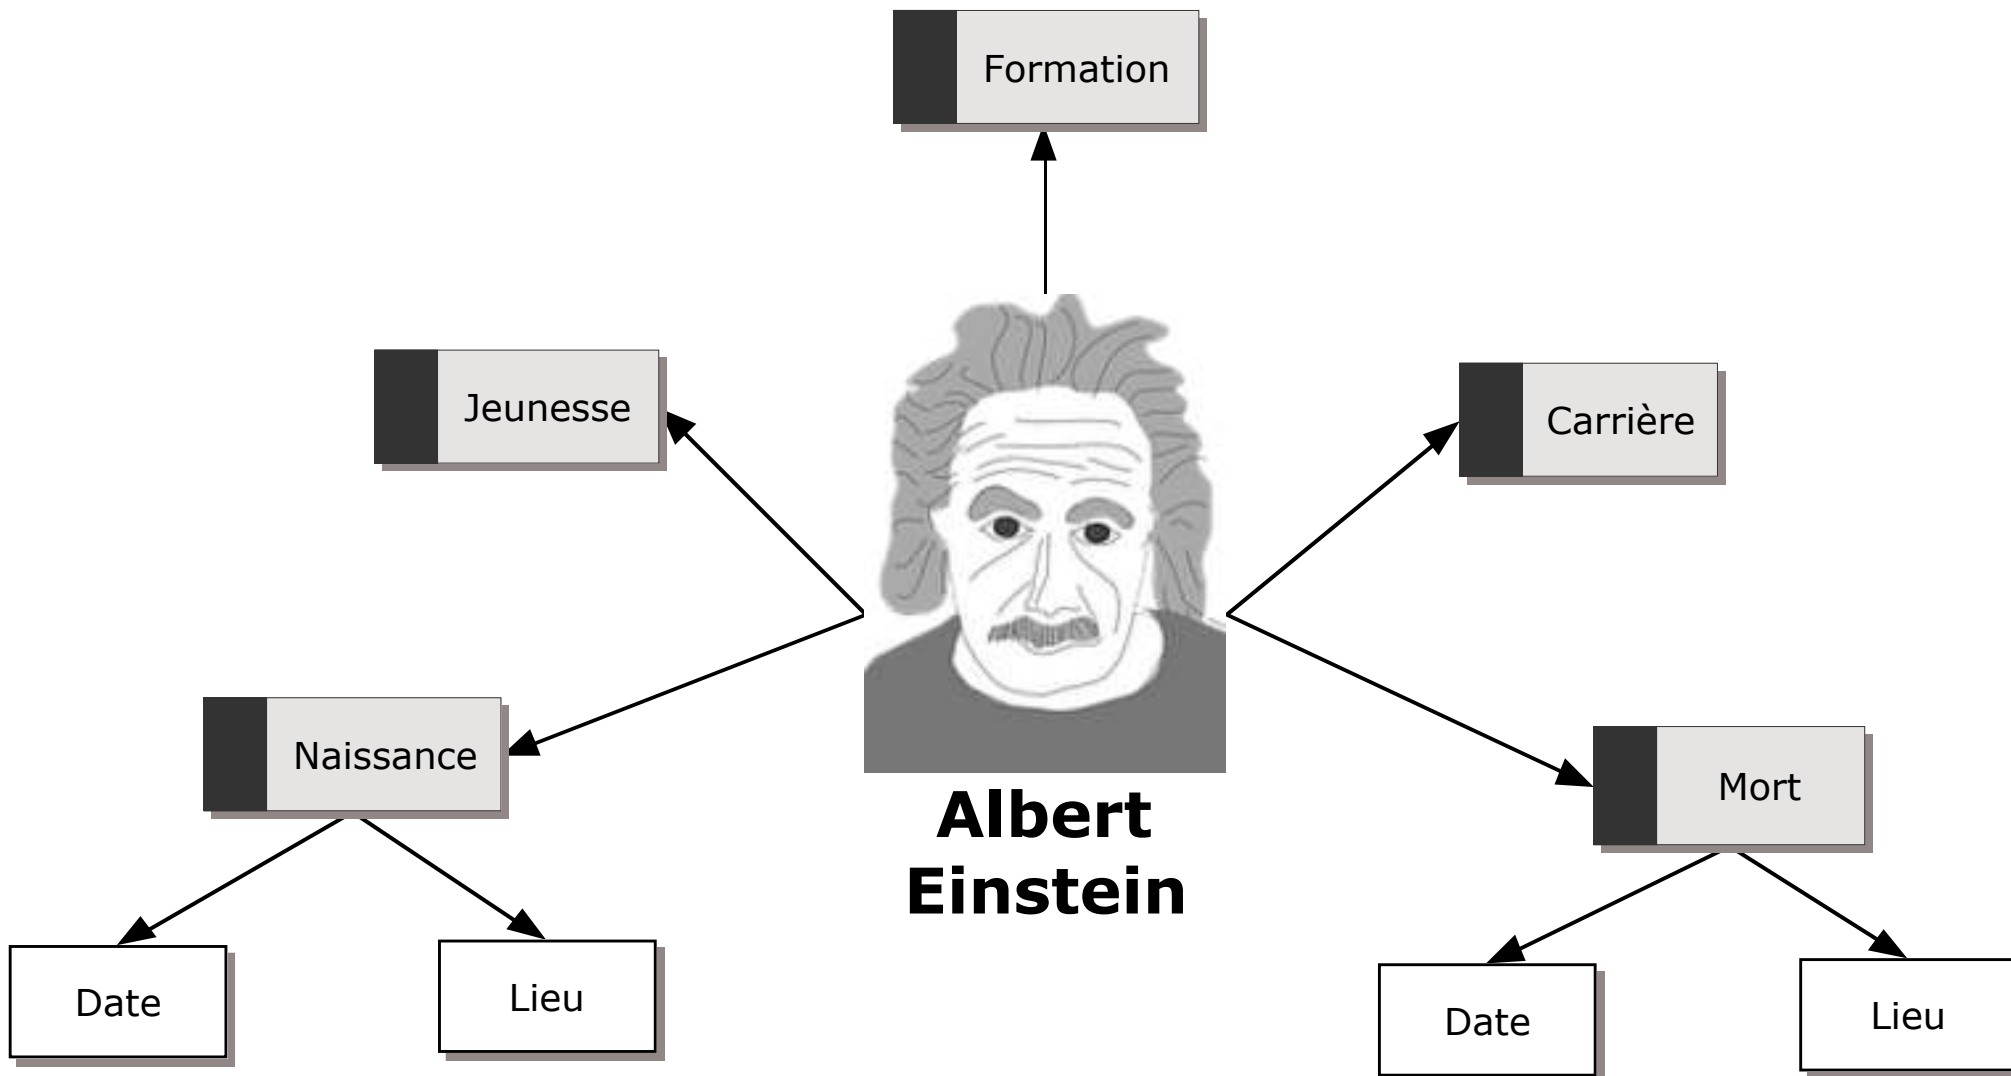 Formation
Jeunesse
Carrière
Naissance
Mort
Albert
Einstein
Date
Lieu
Date
Lieu